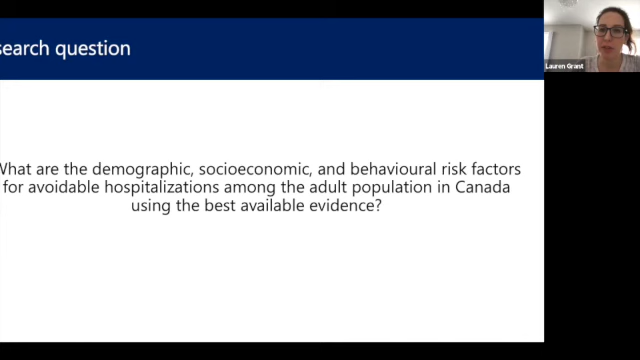 search question
Lauren Grant
What are the demographic, socioeconomic, and behavioural risk factors
for avoidable hospitalizations among the adult population in Canada
using the best available evidence?